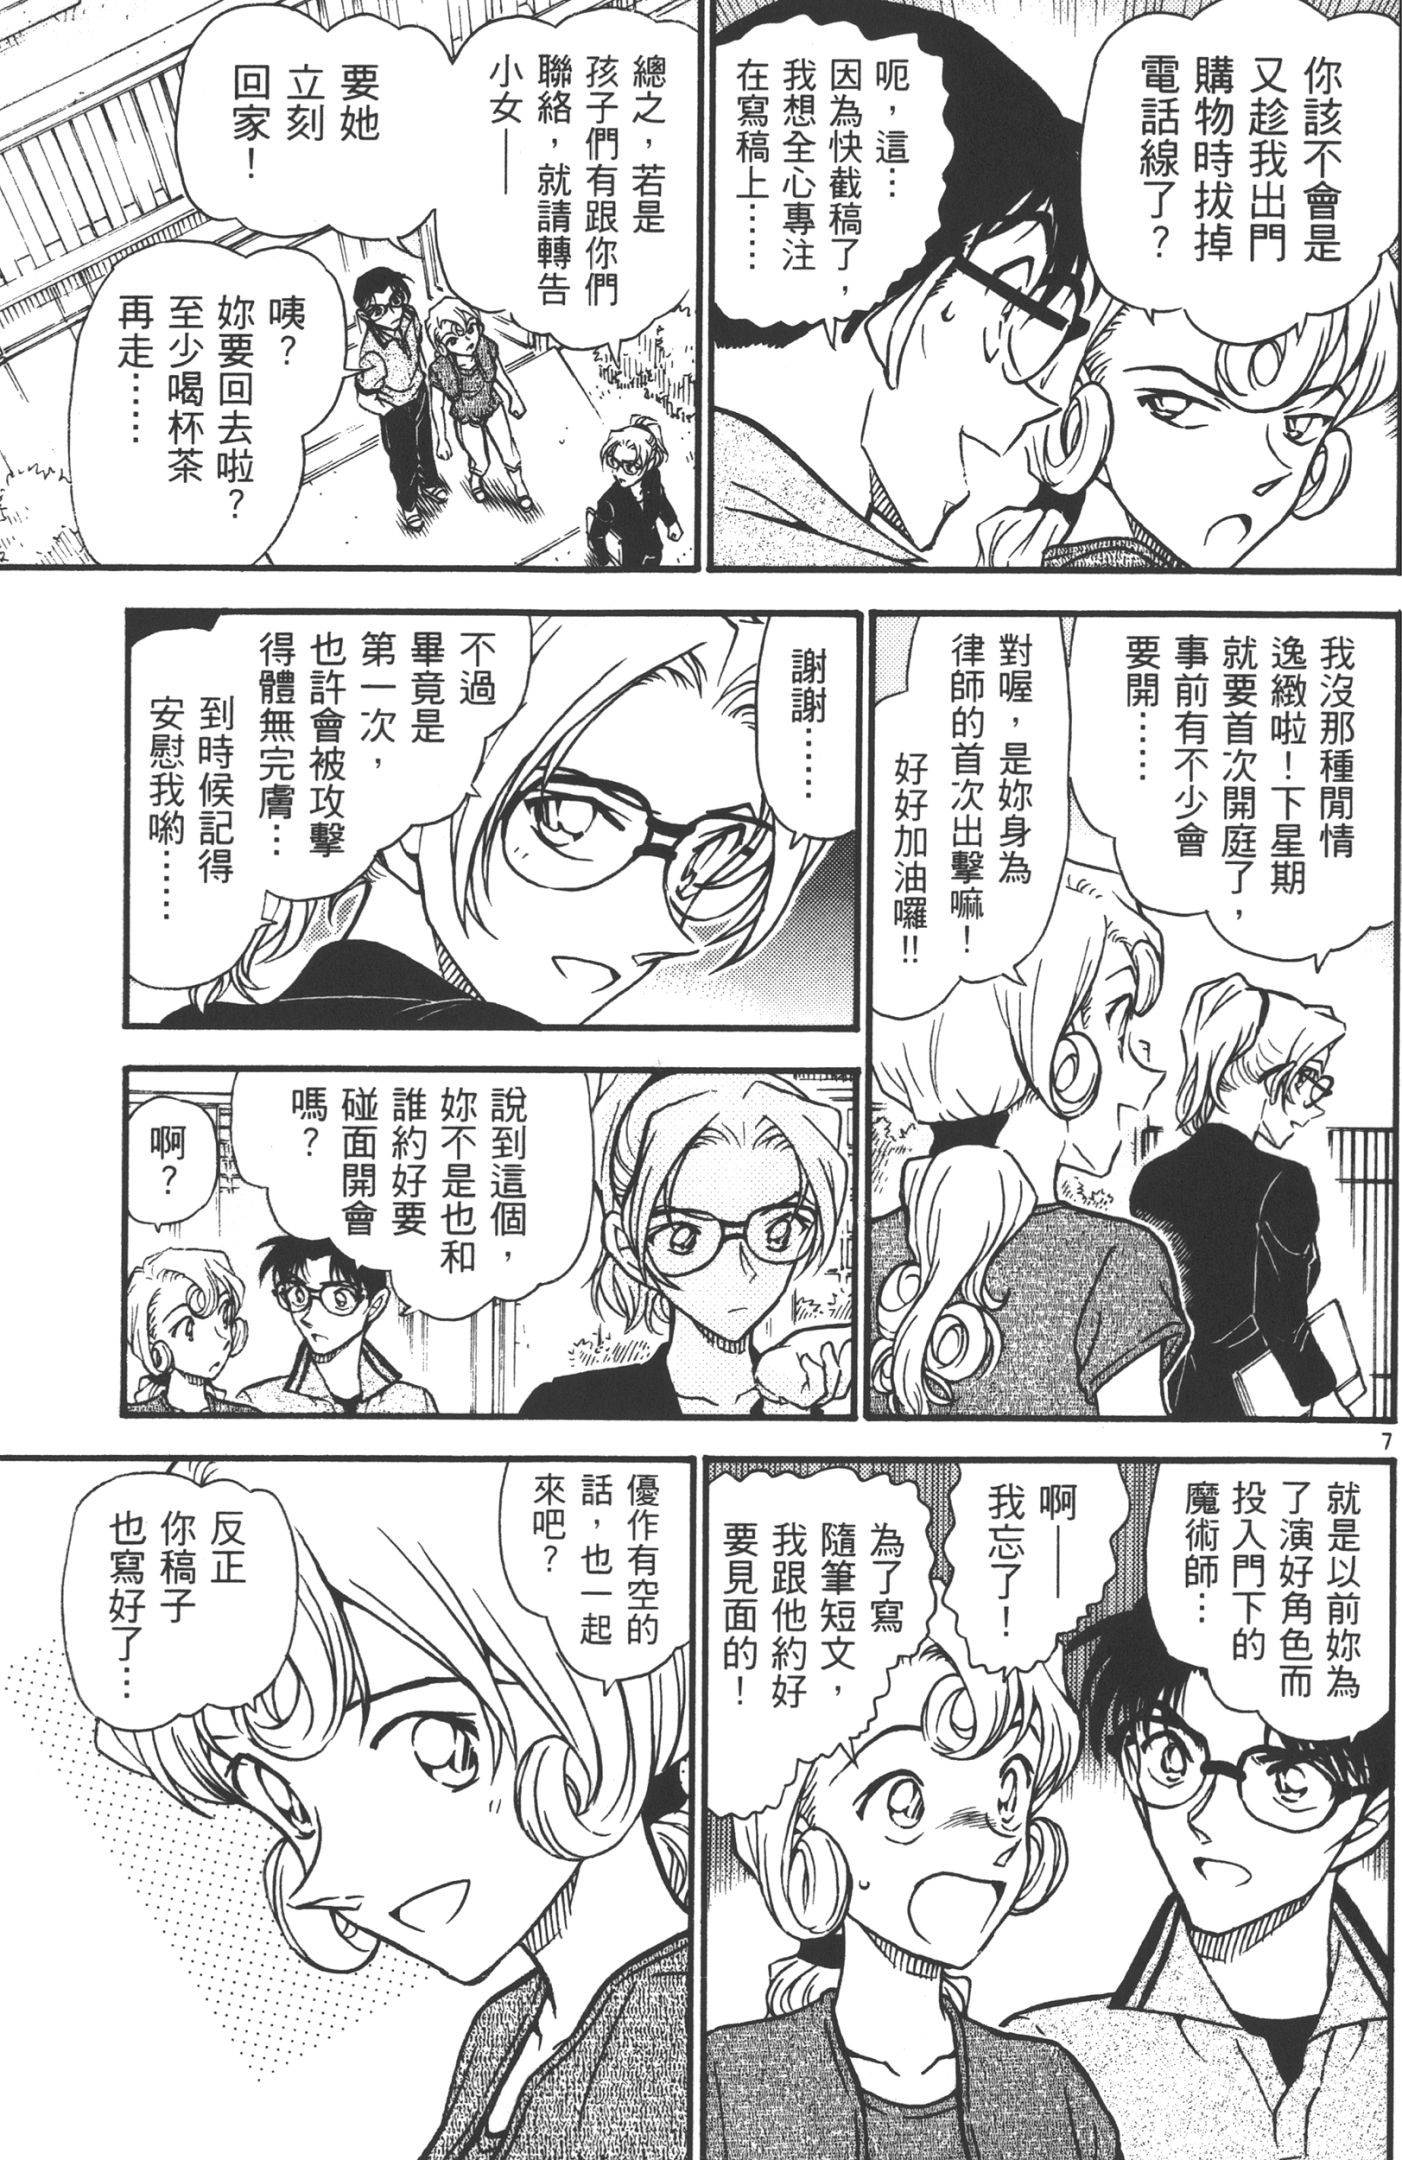 你該不會是
又趁我出門
購物時拔掉
電話線了？
呃，這…
因為快截稿了，
我想全心專注
在寫稿上……
總之，若是
孩子們有跟你們
聯絡，就請轉告
小女——
要她
立刻
回家！
咦？
妳要回去啦？
至少喝杯茶
再走……
我沒那種閒情
逸緻啦！下星期
就要首次開庭了，
事前有不少會
要開……
對喔，是妳身為
律師的首次出擊嘛！
好好加油囉!!
謝謝……
不過
畢竟是
第一次，
也許會被攻擊
得體無完膚…
到時候記得
安慰我喲……
說到這個，
妳不是也和
誰約好要
碰面開會
嗎？
啊？
7
就是以前妳為
了演好角色而
投入門下的
魔術師…
啊——
我忘了！
為了寫
隨筆短文，
我跟他約好
要見面的！
優作有空的
話，也一起
來吧？
反正
你稿子
也寫好了…